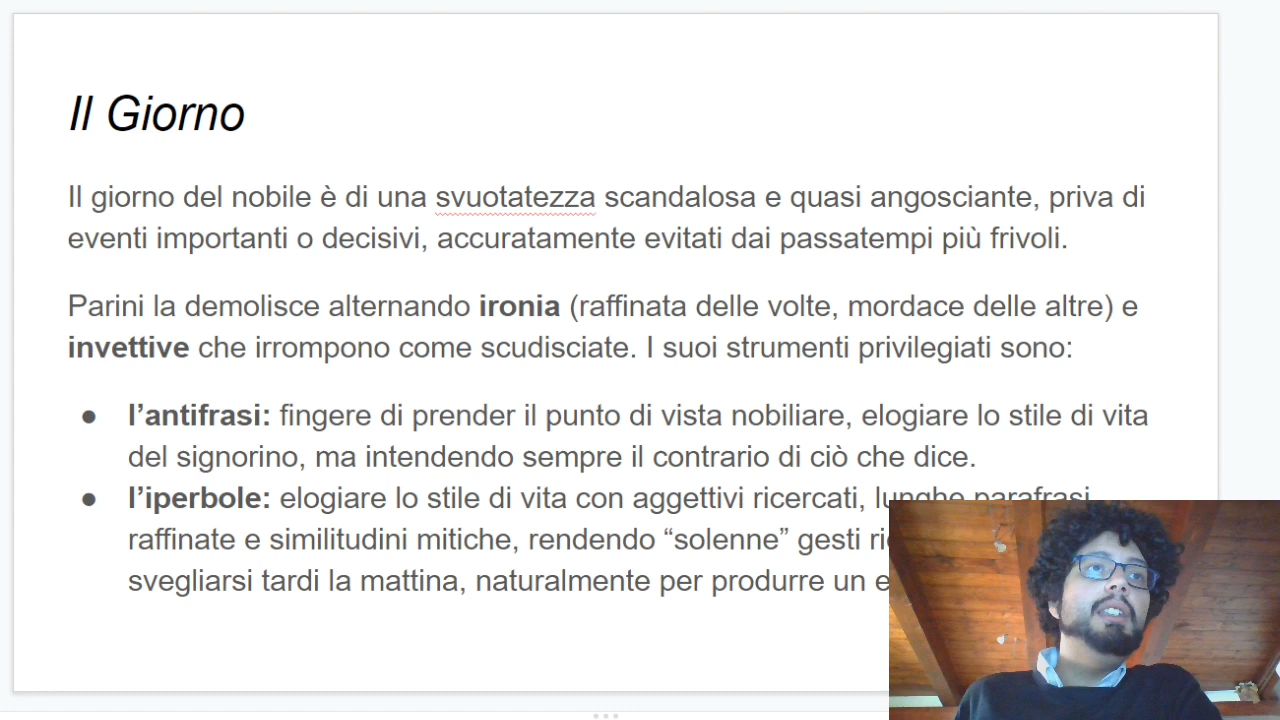 Il Giorno
Il giorno del nobile è di una svuotatezza scandalosa e quasi angosciante, priva di
eventi importanti o decisivi, accuratamente evitati dai passatempi più frivoli.
Parini la demolisce alternando ironia (raffinata delle volte, mordace delle altre) e
invettive che irrompono come scudisciate. I suoi strumenti privilegiati sono:
● l’antifrasi: fingere di prender il punto di vista nobiliare, elogiare lo stile di vita
del signorino, ma intendendo sempre il contrario di ciò che dice.
● l’iperbole: elogiare lo stile di vita con aggettivi ricercati, lunghe parafrasi
raffinate e similitudini mitiche, rendendo “solenne” gesti
svegliarsi tardi la mattina, naturalmente per produrre un